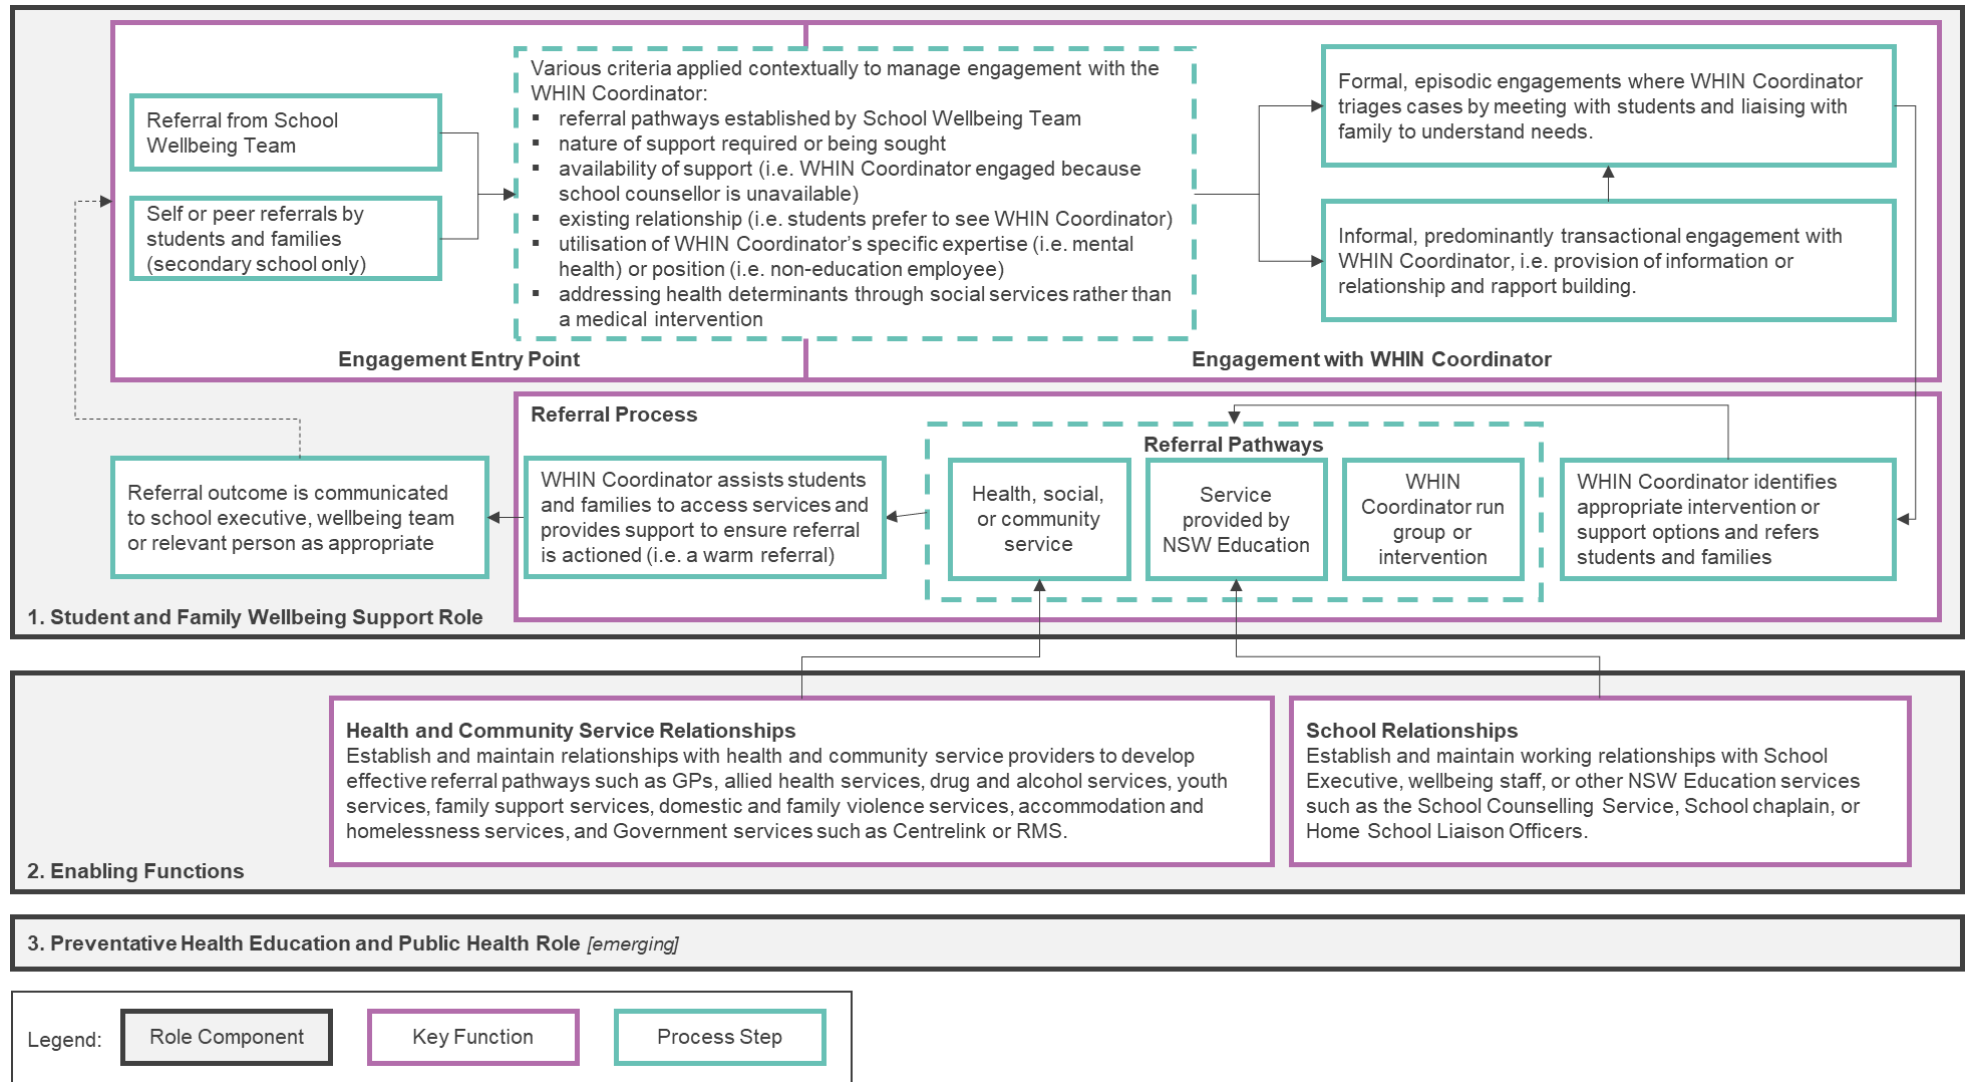 Referral from School
Wellbeing Team
Self or peer referrals by
students and families
(secondary school only)
Various criteria applied contextually to manage engagement with the
WHIN Coordinator:
▪ referral pathways established by School Wellbeing Team
▪ nature of support required or being sought
▪ availability of support (i.e. WHIN Coordinator engaged because
school counsellor is unavailable)
▪ existing relationship (i.e. students prefer to see WHIN Coordinator)
▪ utilisation of WHIN Coordinator's specific expertise (i.e. mental
health) or position (i.e. non-education employee)
▪ addressing health determinants through social services rather than
a medical intervention
Formal, episodic engagements where WHIN Coordinator
triages cases by meeting with students and liaising with
family to understand needs.
Informal, predominantly transactional engagement with
WHIN Coordinator, i.e. provision of information or
relationship and rapport building.
Engagement Entry Point
Engagement with WHIN Coordinator
Referral Process
Referral Pathways
Referral outcome is communicated
to school executive, wellbeing team
or relevant person as appropriate
WHIN Coordinator assists students
and families to access services and
provides support to ensure referral
is actioned (i.e. a warm referral)
Health, social,
or community
service
Service
provided by
NSW Education
WHIN
Coordinator run
group or
intervention
WHIN Coordinator identifies
appropriate intervention or
support options and refers
students and families
1. Student and Family Wellbeing Support Role
Health and Community Service Relationships
Establish and maintain relationships with health and community service providers to develop
effective referral pathways such as GPs, allied health services, drug and alcohol services, youth
services, family support services, domestic and family violence services, accommodation and
homelessness services, and Government services such as Centrelink or RMS.
School Relationships
Establish and maintain working relationships with School
Executive, wellbeing staff, or other NSW Education services
such as the School Counselling Service, School chaplain, or
Home School Liaison Officers.
2. Enabling Functions
3. Preventative Health Education and Public Health Role [emerging]
Legend:
Role Component
Key Function
Process Step